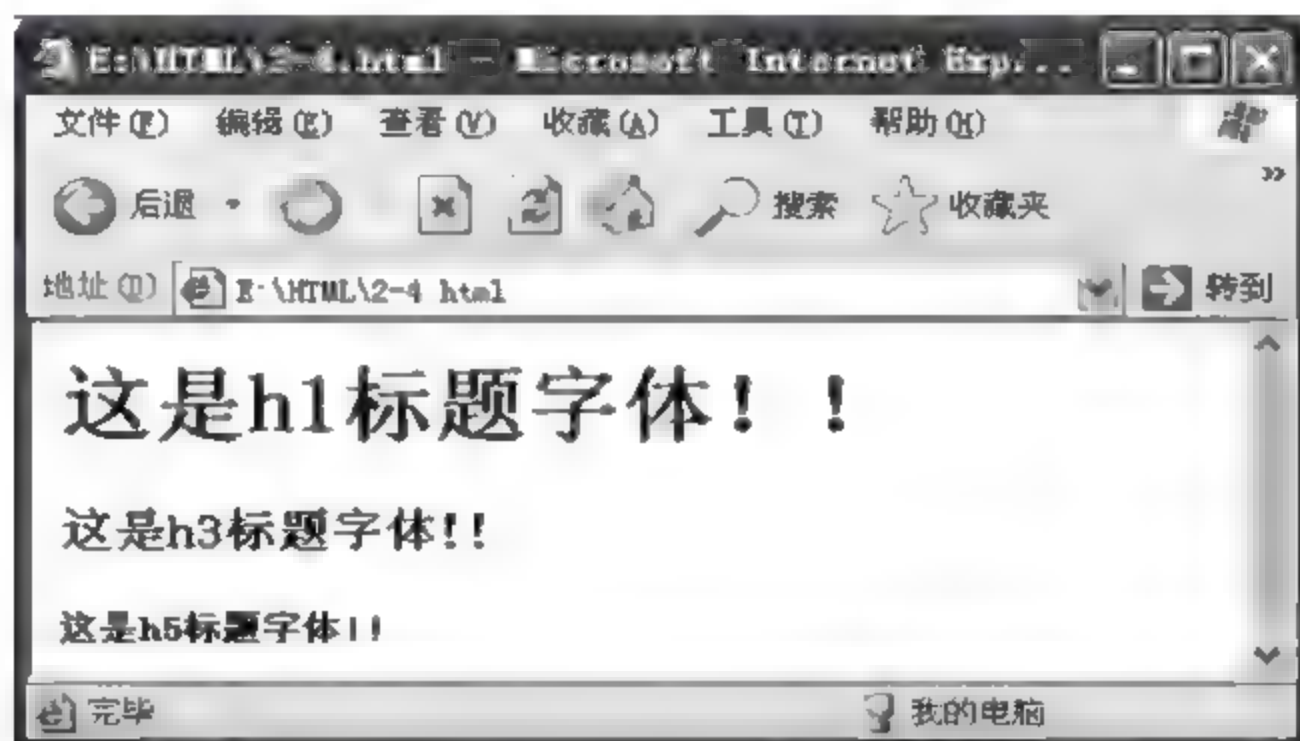 E:\HTML\2-4.html - Microsoft Internet Exp...
文件(F) 编辑(E) 查看(V) 收藏(A) 工具(T) 帮助(H)
后退 搜索 收藏夹 »
地址(D) E:\HTML\2-4 html 转到
这是h1标题字体！！
这是h3标题字体!!
这是h5标题字体!!
完毕 我的电脑